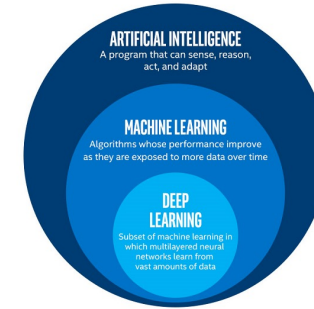 ARTIFICIAL INTELLIGENCE
A program that can sense, reason,
act, and adapt
MACHINE LEARNING
Algorithms whose performance improve
as they are exposed to more data over time
DEEP
LEARNING
Subset of machine learning in
which multilayered neural
networks learn from
vast amounts of data